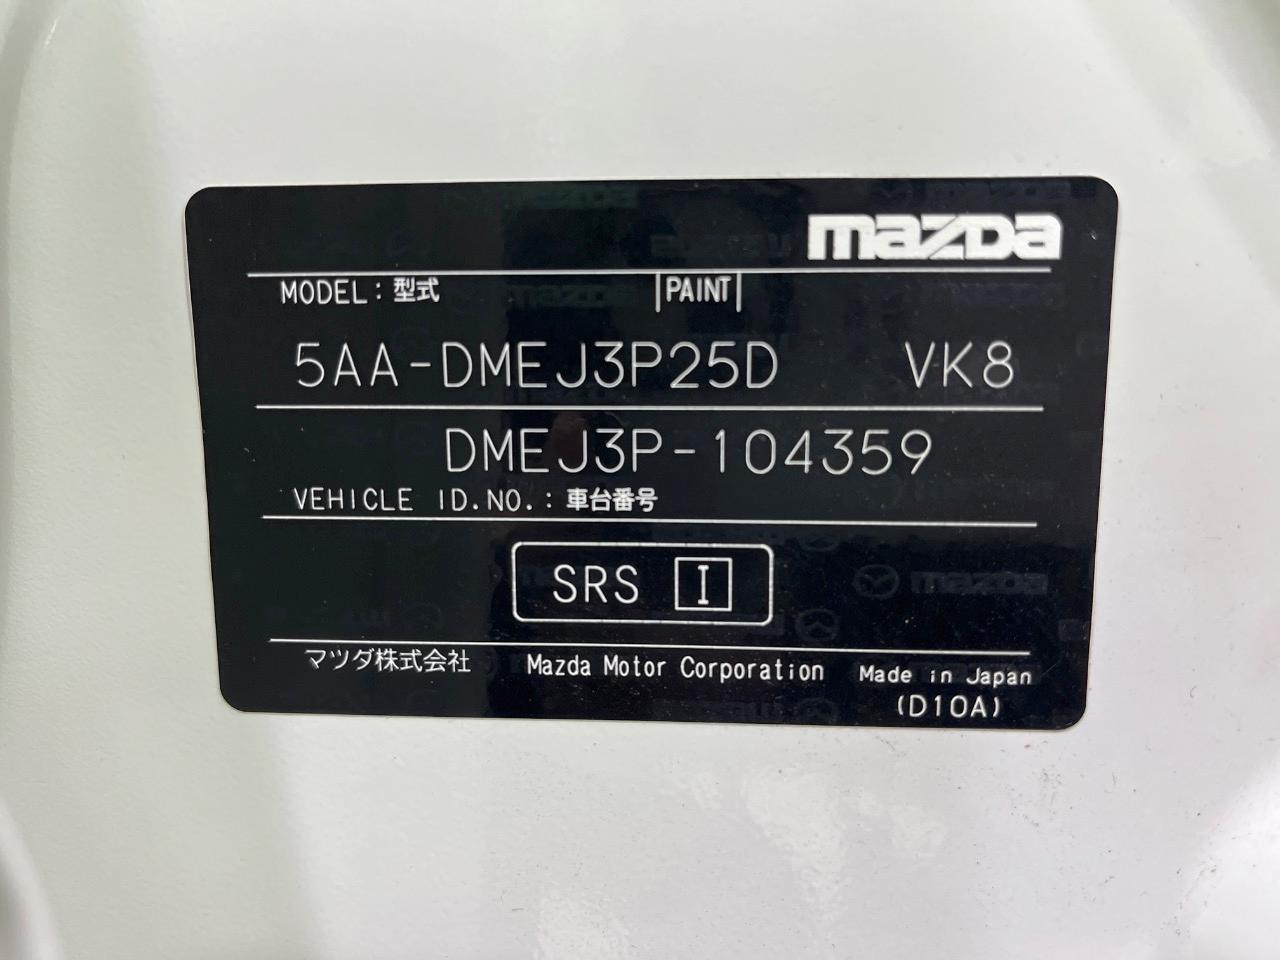 mazda
MODEL：型式 PAINT
5AA-DMEJ3P25D VK8
DMEJ3P-104359
VEHICLE ID.NO.：車台番号
SRS I
マツダ株式会社 Mazda Motor Corporation Made in Japan
(D10A)